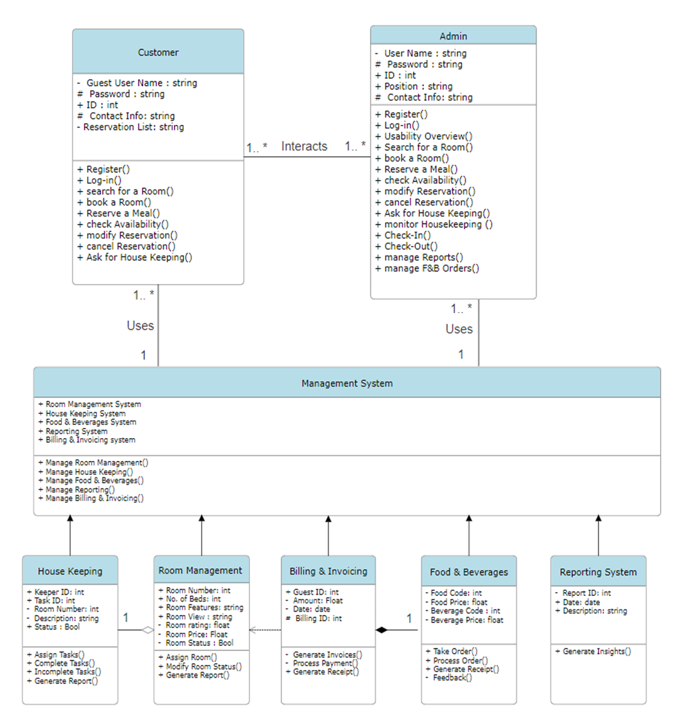 Customer
- Guest User Name : string
# Password : string
+ ID : int
# Contact Info: string
- Reservation List: string
+ Register()
+ Log-in()
+ search for a Room()
+ book a Room()
+ Reserve a Meal()
+ check Availability()
+ modify Reservation()
+ cancel Reservation()
+ Ask for House Keeping()
1.. *
Interacts
1.. *
Admin
- User Name : string
# Password : string
+ ID : int
+ Position : string
# Contact Info: string
+ Register()
+ Log-in()
+ Usability Overview()
+ Search for a Room()
+ book a Room()
+ Reserve a Meal()
+ check Availability()
+ modify Reservation()
+ cancel Reservation()
+ Ask for House Keeping()
+ monitor Housekeeping ()
+ Check-In()
+ Check-Out()
+ manage Reports()
+ manage F&B Orders()
1.. *
Uses
1
1.. *
Uses
1
Management System
+ Room Management System
+ House Keeping System
+ Food & Beverages System
+ Reporting System
+ Billing & Invoicing system
+ Manage Room Management()
+ Manage House Keeping()
+ Manage Food & Beverages()
+ Manage Reporting()
+ Manage Billing & Invoicing()
House Keeping
+ Keeper ID: int
+ Task ID: int
- Room Number: int
- Description: string
+ Status : Bool
+ Assign Tasks()
+ Complete Tasks()
+ Incomplete Tasks()
+ Generate Report()
1
Room Management
+ Room Number: int
+ No. of Beds: int
+ Room Features: string
+ Room View : string
- Room rating: float
- Room Price: Float
- Room Status : Bool
+ Assign Room()
+ Modify Room Status()
+ Generate Report()
Billing & Invoicing
+ Guest ID: int
- Amount: Float
- Date: date
# Billing ID: int
- Generate Invoices()
- Process Payment()
+ Generate Receipt()
1
Food & Beverages
- Food Code: int
- Food Price: float
- Beverage Code : int
- Beverage Price: float
+ Take Order()
+ Process Order()
+ Generate Receipt()
- Feedback()
Reporting System
- Report ID: int
+ Date: date
+ Description: string
+ Generate Insights()